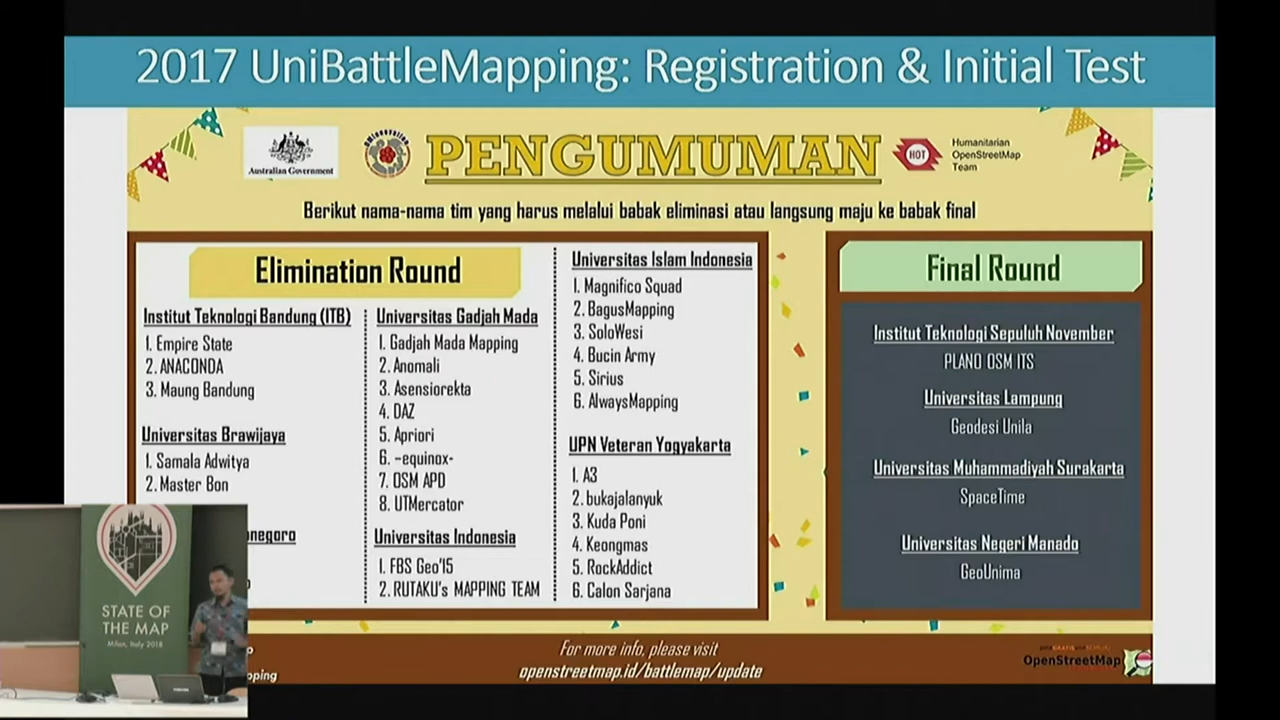 2017 UniBattleMapping: Registration & Initial Test
Australian Government
PENGUMUMAN
HOT
Humanitarian
OpenStreetMap
Team
Berikut nama-nama tim yang harus melalui babak eliminasi atau langsung maju ke babak final
Elimination Round
Institut Teknologi Bandung (ITB)
1. Empire State
2. ANACONDA
3. Maung Bandung
Universitas Brawijaya
1. Samala Adwitya
2. Master Bon
onegoro
Universitas Gadjah Mada
1. Gadjah Mada Mapping
2. Anomali
3. Asensiorekta
4. DAZ
5. Apriori
6. -equinox-
7. OSM APD
8. UTMercator
Universitas Indonesia
1. FBS Geo'15
2. RUTAKU's MAPPING TEAM
Universitas Islam Indonesia
1. Magnifico Squad
2. BagusMapping
3. SoloWesi
4. Bucin Army
5. Sirius
6. AlwaysMapping
UPN Veteran Yogyakarta
1. A3
2. bukajalanyuk
3. Kuda Poni
4. Keongmas
5. RockAddict
6. Calon Sarjana
Final Round
Institut Teknologi Sepuluh November
PLANO OSM ITS
Universitas Lampung
Geodesi Unila
Universitas Muhammadiyah Surakarta
SpaceTime
Universitas Negeri Manado
GeoUnima
For more info, please visit
openstreetmap.id/battlemap/update
pping
OpenStreetMap
STATE OF
THE MAP
Milan, Italy 2018